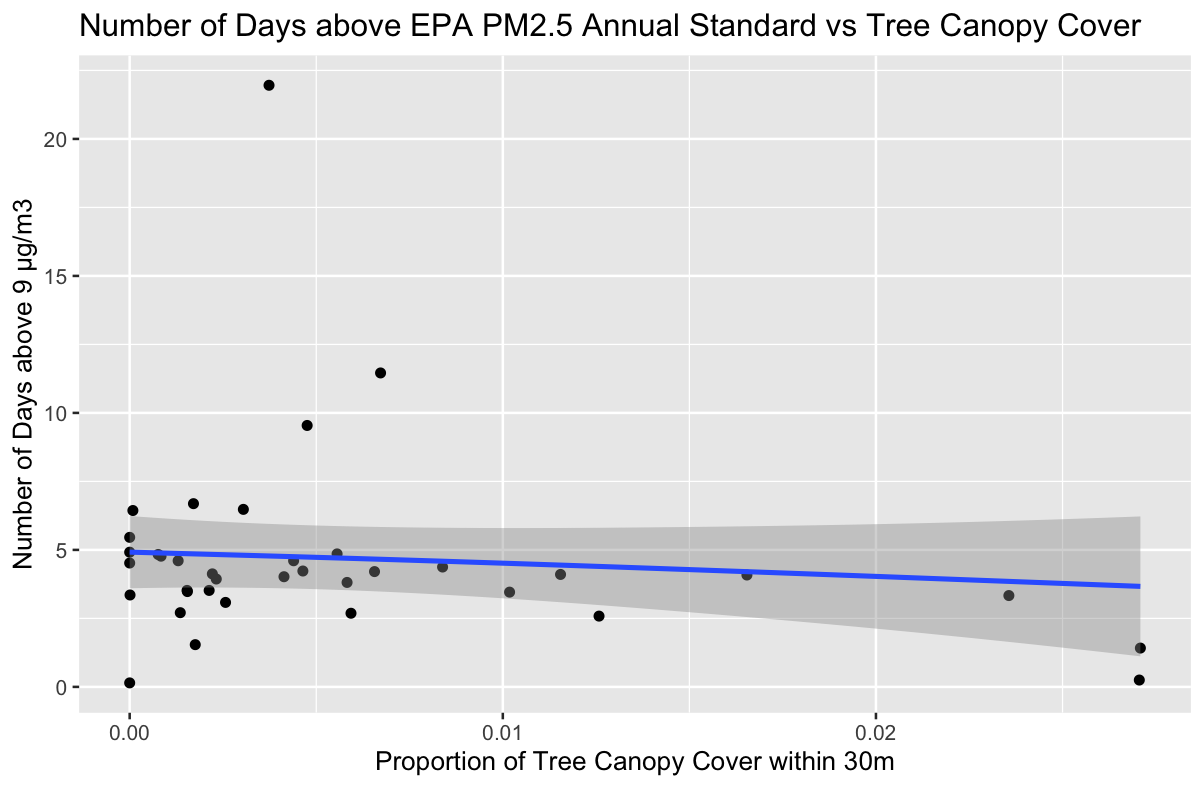 Number of Days above EPA PM2.5 Annual Standard vs Tree Canopy Cover
Number of Days above 9 µg/m3
20
15
10
5
0
0.00
0.01
0.02
Proportion of Tree Canopy Cover within 30m